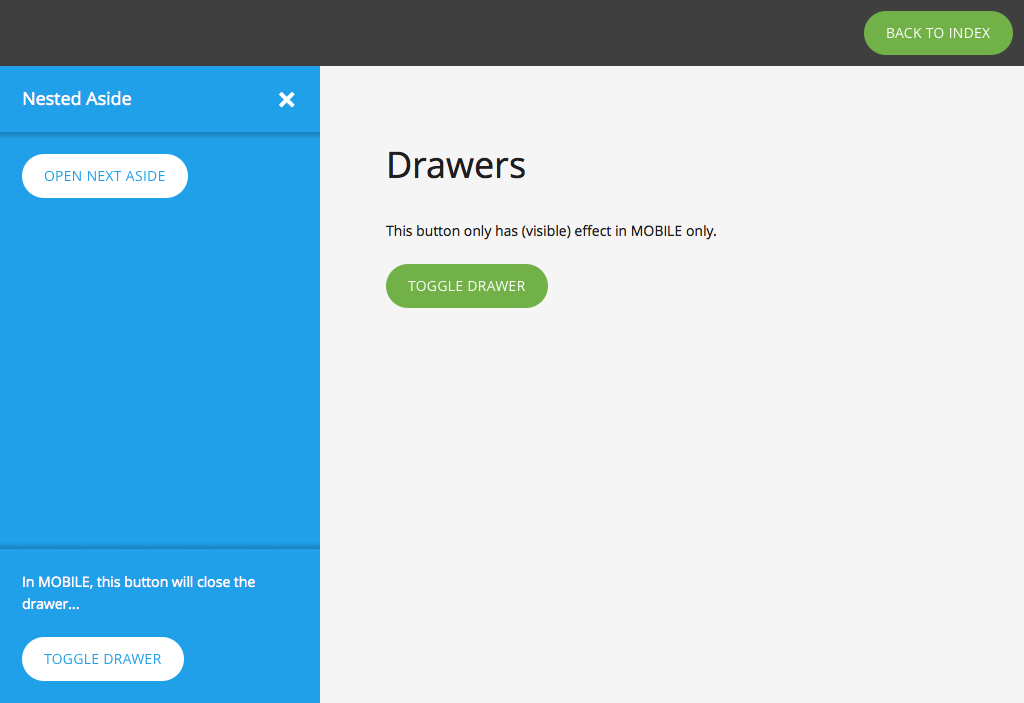 BACK TO INDEX
Nested Aside
OPEN NEXT ASIDE
In MOBILE, this button will close the
drawer...
TOGGLE DRAWER
Drawers
This button only has (visible) effect in MOBILE only.
TOGGLE DRAWER